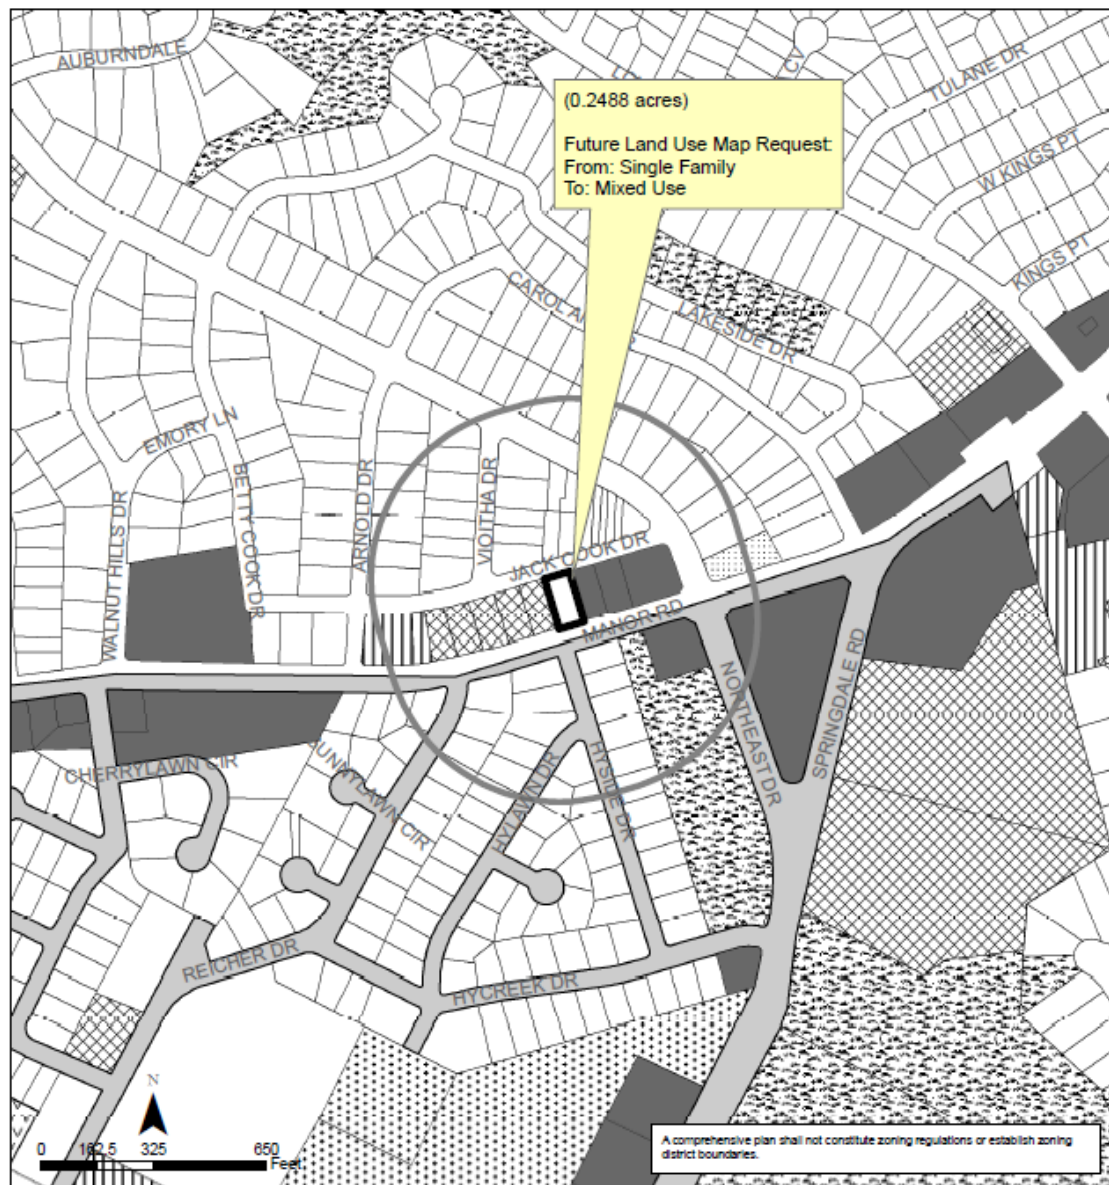 AUBURNDALE
TULANE DR
W KINGS PT
KINGS PT
(0.2488 acres)
Future Land Use Map Request:
From: Single Family
To: Mixed Use
LAKESIDE DR
EMORY LN
BETTY COOK DR
WALNUT HILLS DR
ARNOLD DR
VIOLITHA DR
JACK COOK DR
MANOR RD
NORTHEAST DR
SPRINGDALE RD
CHERRYLAWN CIR
SUNNYLAWN CIR
HYLAWN DR
HYSIDE DR
REICHER DR
HYCREEK DR
N
0 162.5 325 650
Feet
A comprehensive plan shall not constitute zoning regulations or establish zoning
district boundaries.